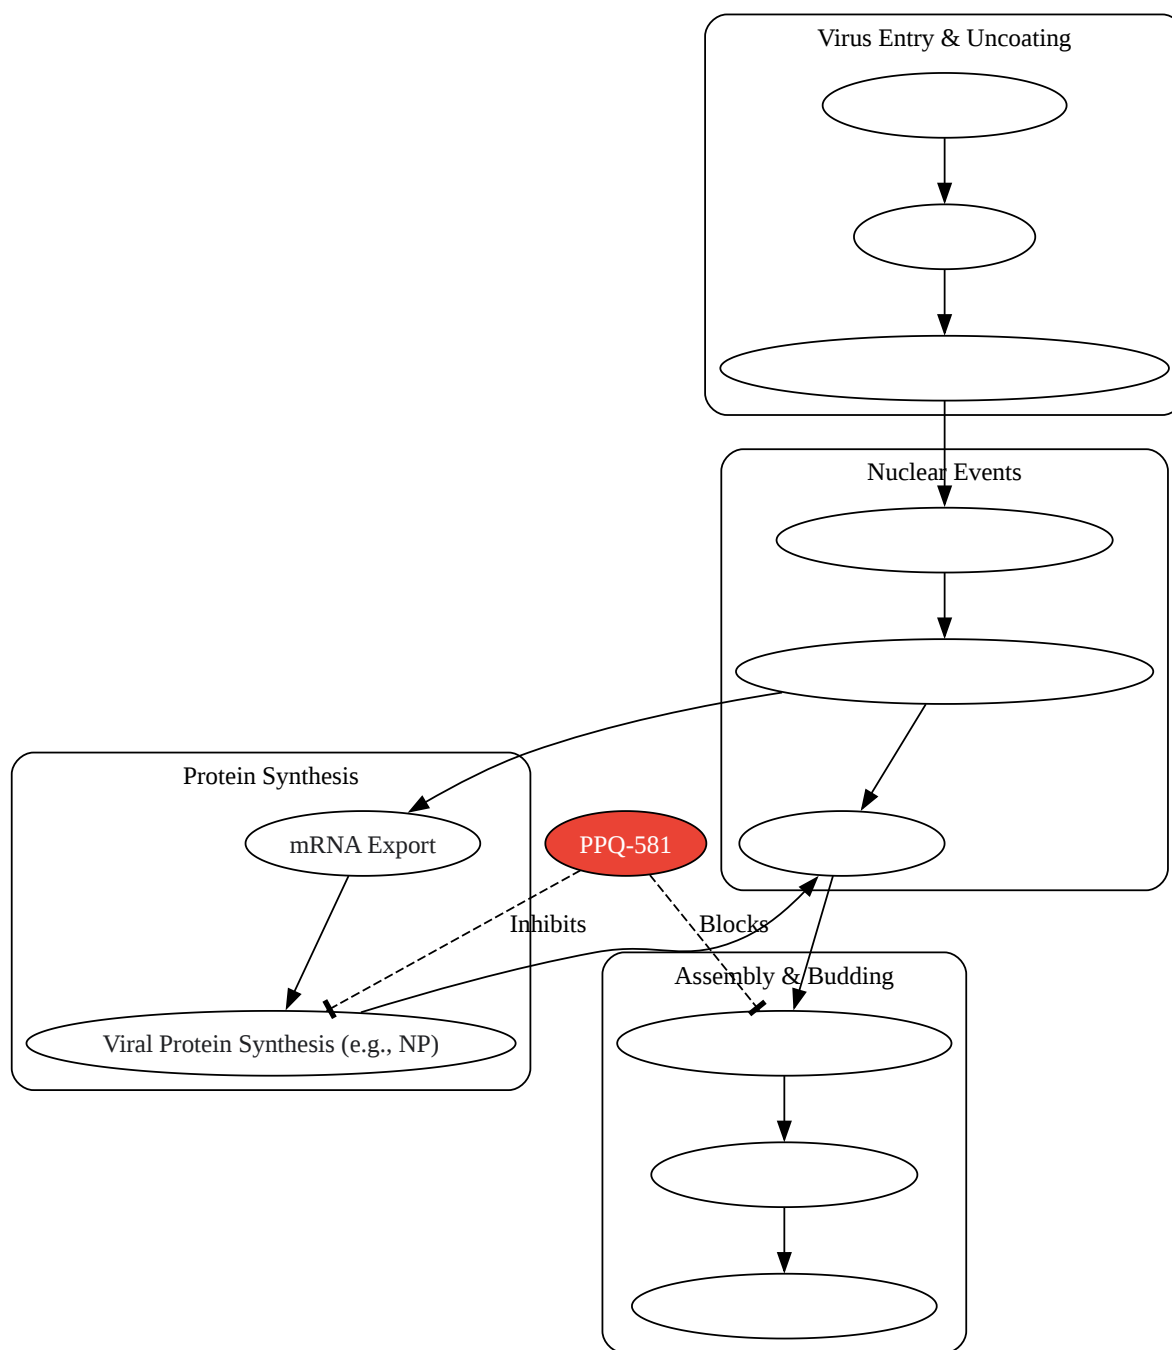 Virus Entry & Uncoating
Nuclear Events
Protein Synthesis
mRNA Export
PPQ-581
Inhibits
Blocks
Assembly & Budding
Viral Protein Synthesis (e.g., NP)